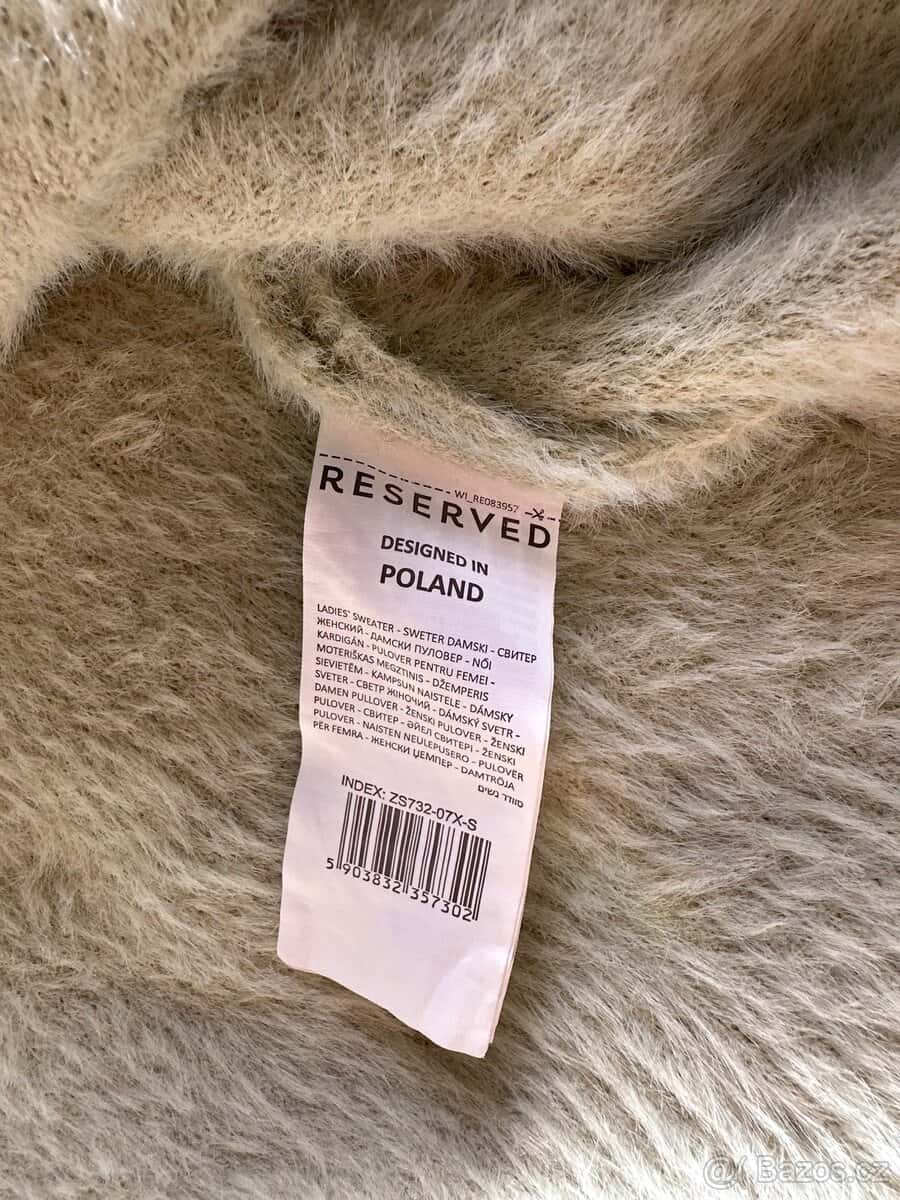 WI_RE083957
RESERVED
DESIGNED IN
POLAND
LADIES' SWEATER - SWETER DAMSKI - СВИТЕР
ЖЕНСКИЙ - ДАМСКИ ПУЛОВЕР - NŐI
KARDIGÁN - PULOVER PENTRU FEMEI -
MOTERIŠKAS MEGZTINIS - DŽEMPERIS
SIEVIETĒM - KAMPSUN NAISTELE - DÁMSKY
SVETER - СВЕТР ЖІНОЧИЙ - DÁMSKÝ SVETR -
DAMEN PULLOVER - ŽENSKI PULOVER - ŽENSKI
PULOVER - СВИТЕР - ӘЙЕЛ СВИТЕРІ - ŽENSKI
PULOVER - NAISTEN NEULEPUSERO - PULOVËR
PËR FEMRA - ЖЕНСКИ ЏЕМПЕР - DAMTRÖJA
סוודר נשים
INDEX: ZS732-07X-S
5 903832 357302
@ Bazos.cz